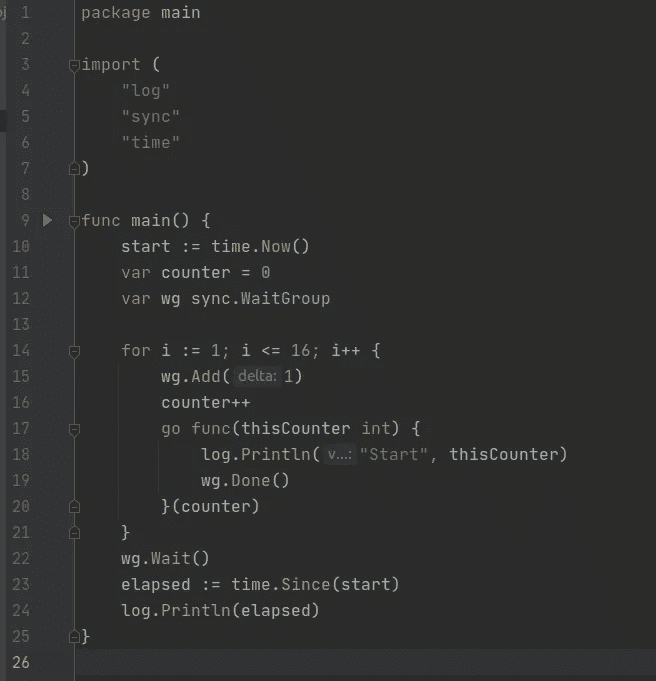 1 package main
2
3 import (
4 "log"
5 "sync"
6 "time"
7 )
8
9 func main() {
10 start := time.Now()
11 var counter = 0
12 var wg sync.WaitGroup
13
14 for i := 1; i <= 16; i++ {
15 wg.Add( delta: 1)
16 counter++
17 go func(thisCounter int) {
18 log.Println( v...: "Start", thisCounter)
19 wg.Done()
20 }(counter)
21 }
22 wg.Wait()
23 elapsed := time.Since(start)
24 log.Println(elapsed)
25 }
26